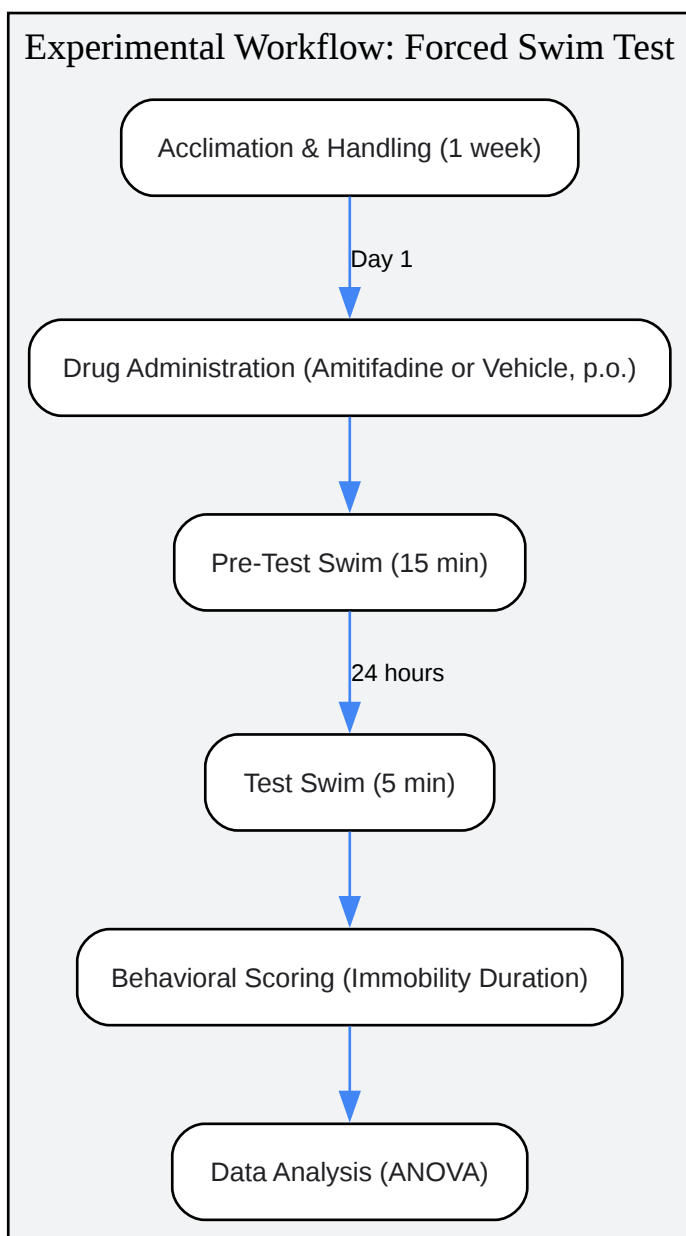 Experimental Workflow: Forced Swim Test
Acclimation & Handling (1 week)
Day 1
Drug Administration (Amitifadine or Vehicle, p.o.)
Pre-Test Swim (15 min)
24 hours
Test Swim (5 min)
Behavioral Scoring (Immobility Duration)
Data Analysis (ANOVA)